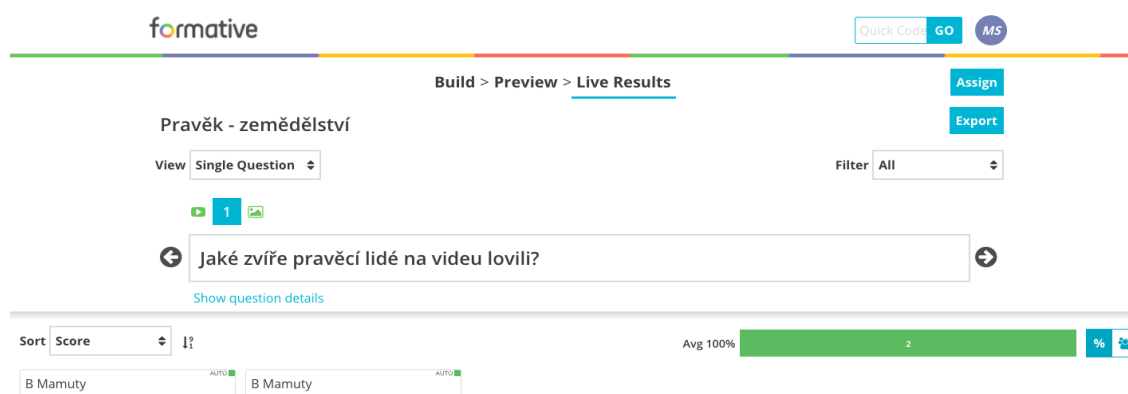 formative
Quick Code GO MS
Build > Preview > Live Results
Assign
Pravěk - zemědělství
Export
View Single Question
Filter All
1
Jaké zvíře pravěcí lidé na videu lovili?
Show question details
Sort Score
Avg 100% 2 %
B Mamuty AUTO
B Mamuty AUTO